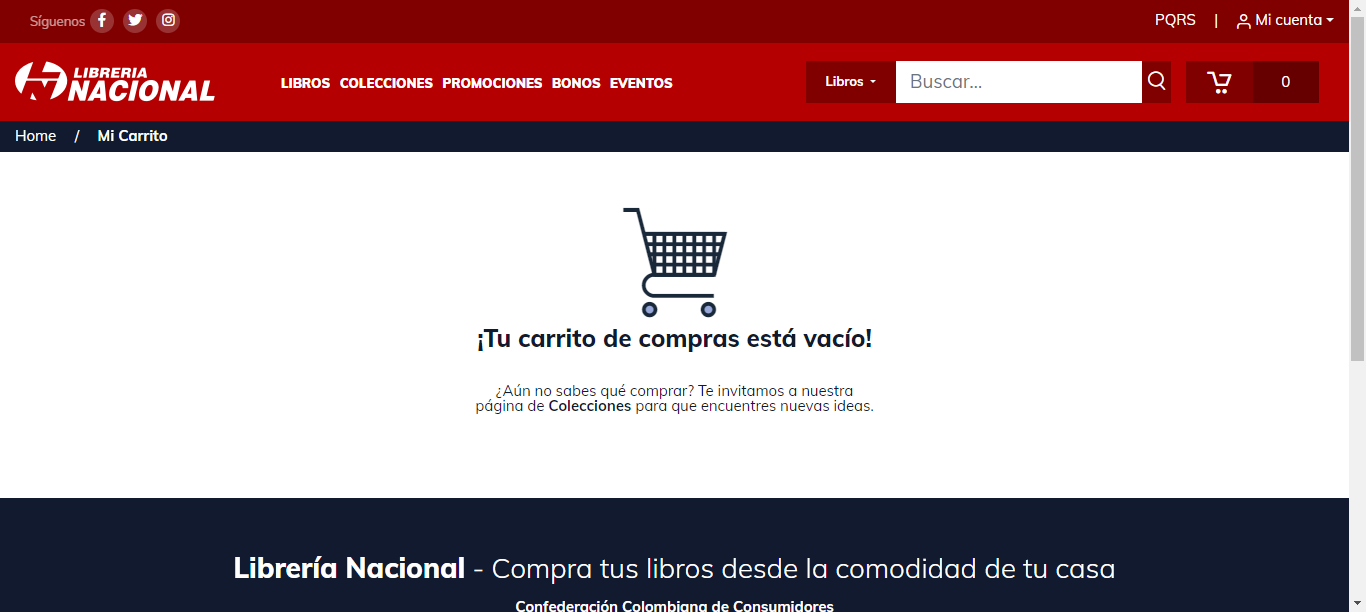 Síguenos
PQRS | Mi cuenta
LIBRERIA
NACIONAL
LIBROS COLECCIONES PROMOCIONES BONOS EVENTOS
Libros
Buscar...
0
Home / Mi Carrito
¡Tu carrito de compras está vacío!
¿Aún no sabes qué comprar? Te invitamos a nuestra
página de Colecciones para que encuentres nuevas ideas.
Librería Nacional - Compra tus libros desde la comodidad de tu casa
Confederación Colombiana de Consumidores